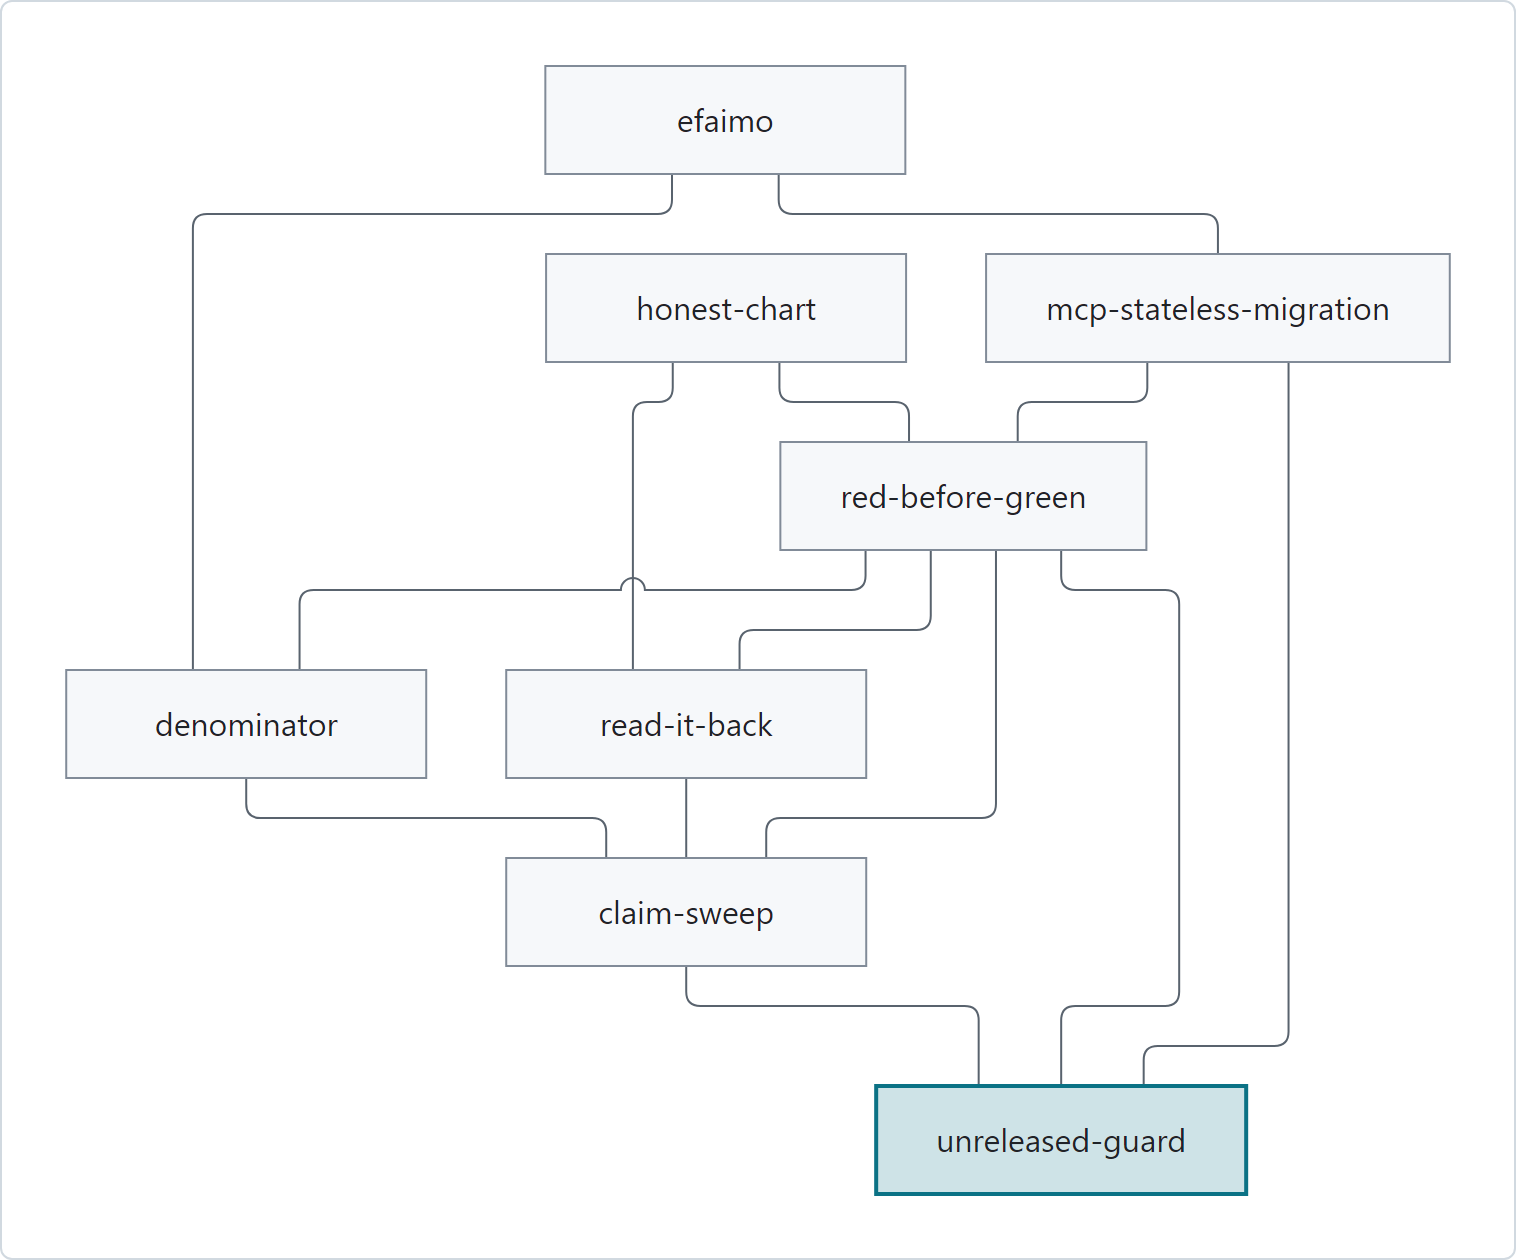 efaimo
honest-chart
mcp-stateless-migration
red-before-green
denominator
read-it-back
claim-sweep
unreleased-guard